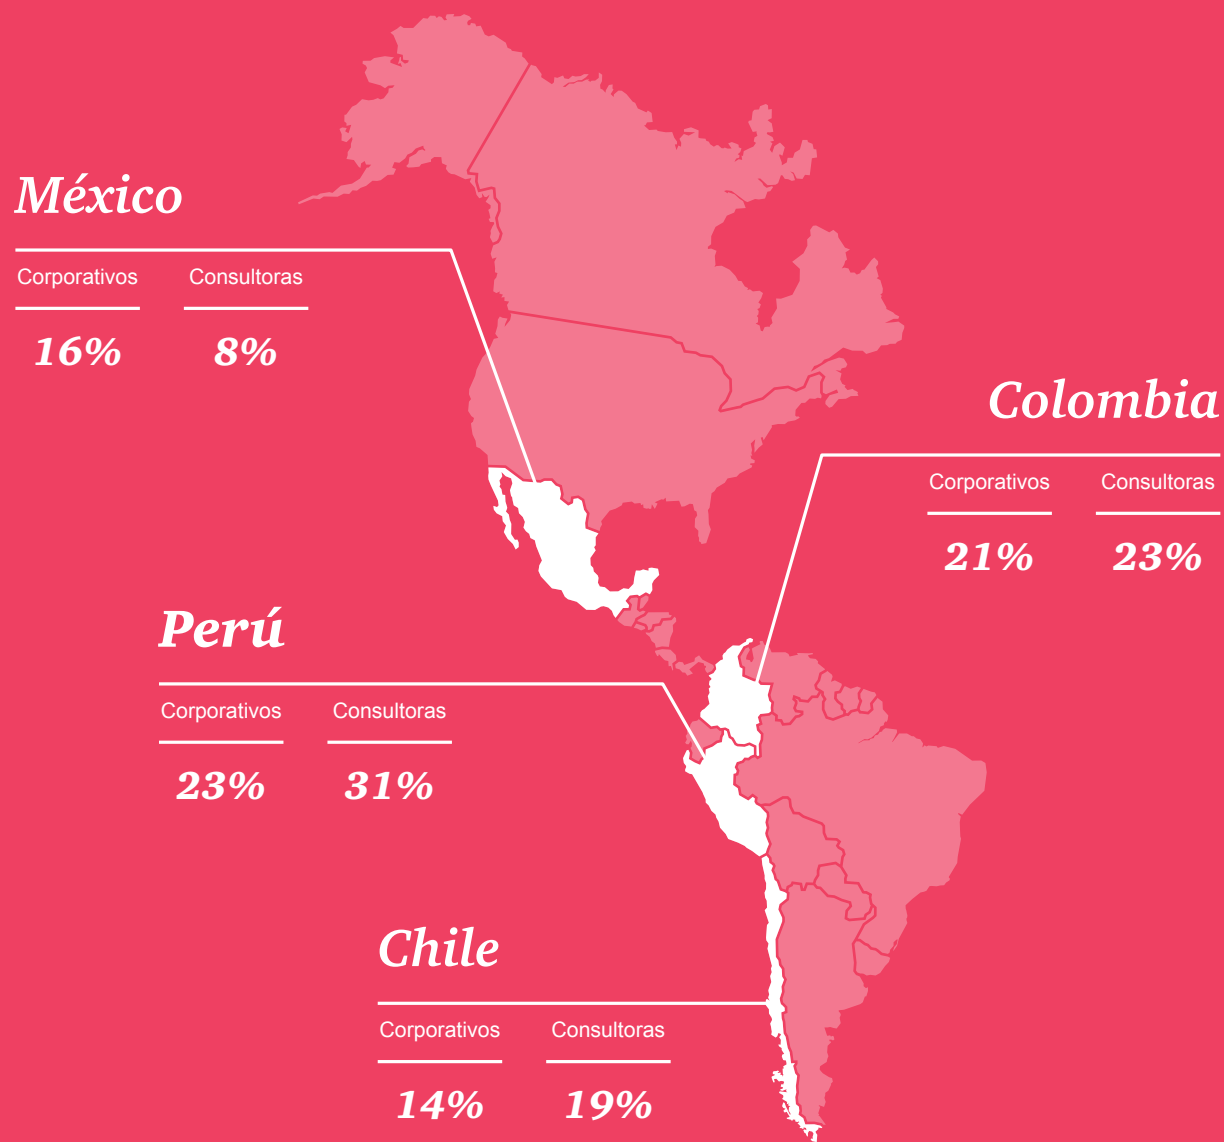 México
Corporativos Consultoras
16% 8%
Colombia
Corporativos Consultoras
21% 23%
Perú
Corporativos Consultoras
23% 31%
Chile
Corporativos Consultoras
14% 19%